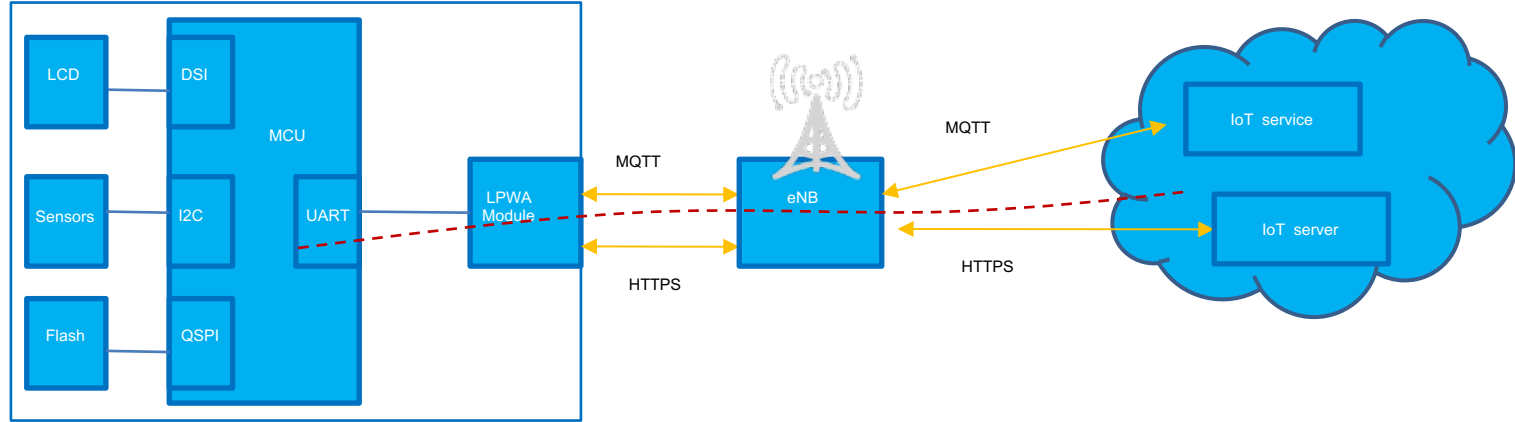 LCD
DSI
MCU
Sensors
I2C
UART
LPWA
Module
Flash
QSPI
MQTT
HTTPS
eNB
MQTT
HTTPS
IoT service
IoT server